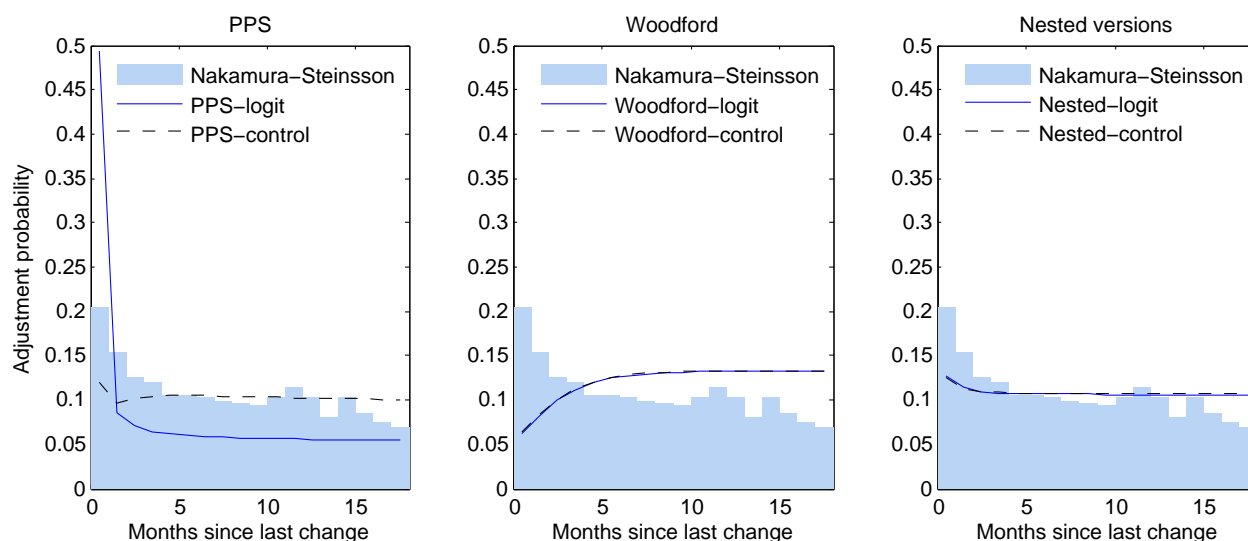 PPS
0.5
0.45
0.4
0.35
0.3
0.25
0.2
0.15
0.1
0.05
0
Adjustment probability
Nakamura−Steinsson
PPS−logit
PPS−control
0 5 10 15
Months since last change
Woodford
0.5
0.45
0.4
0.35
0.3
0.25
0.2
0.15
0.1
0.05
0
Nakamura−Steinsson
Woodford−logit
Woodford−control
0 5 10 15
Months since last change
Nested versions
0.5
0.45
0.4
0.35
0.3
0.25
0.2
0.15
0.1
0.05
0
Nakamura−Steinsson
Nested−logit
Nested−control
0 5 10 15
Months since last change